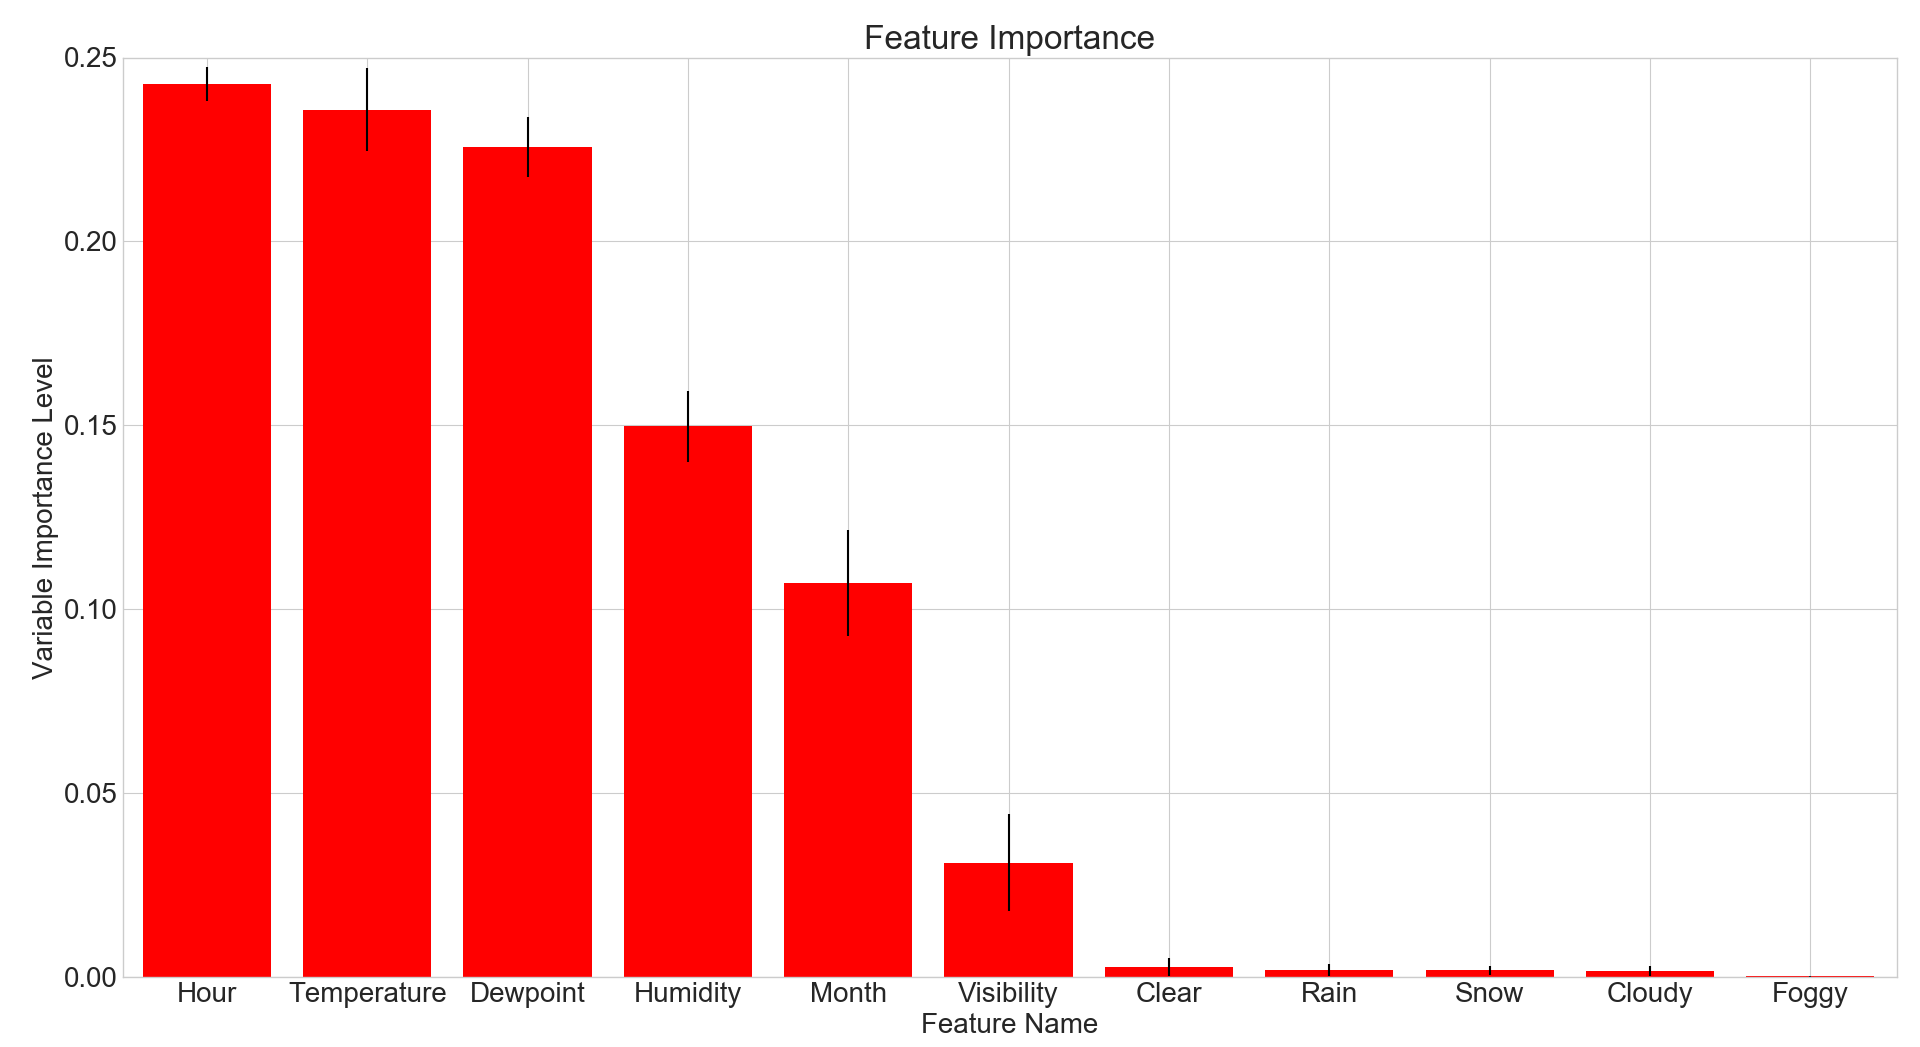 Feature Importance
0.25
0.20
0.15
0.10
0.05
0.00
Variable Importance Level
Hour Temperature Dewpoint Humidity Month Visibility Clear Rain Snow Cloudy Foggy
Feature Name